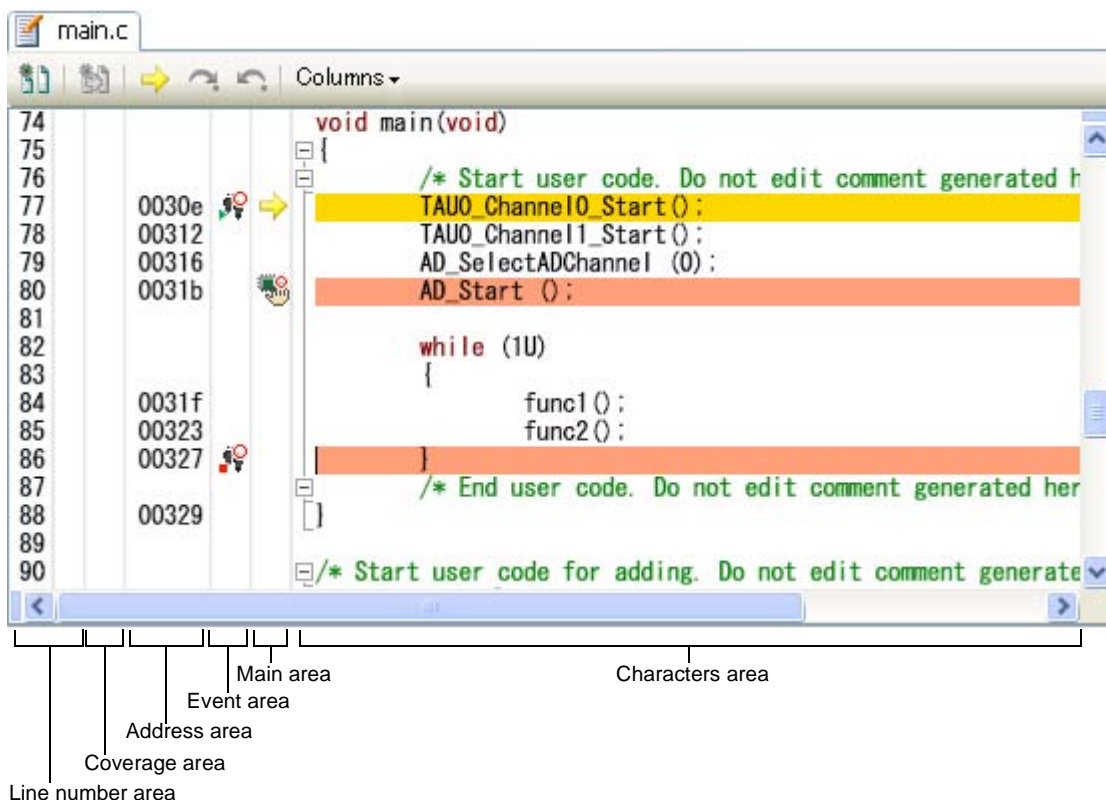 main.c
Columns
74 void main(void)
75 {
76 /* Start user code. Do not edit comment generated h
77 0030e TAU0_Channel0_Start();
78 00312 TAU0_Channel1_Start();
79 00316 AD_SelectADChannel (0);
80 0031b AD_Start ();
81
82 while (1U)
83 {
84 0031f func1();
85 00323 func2();
86 00327 }
87 /* End user code. Do not edit comment generated her
88 00329 }
89
90 /* Start user code for adding. Do not edit comment generate
Main area
Characters area
Event area
Address area
Coverage area
Line number area